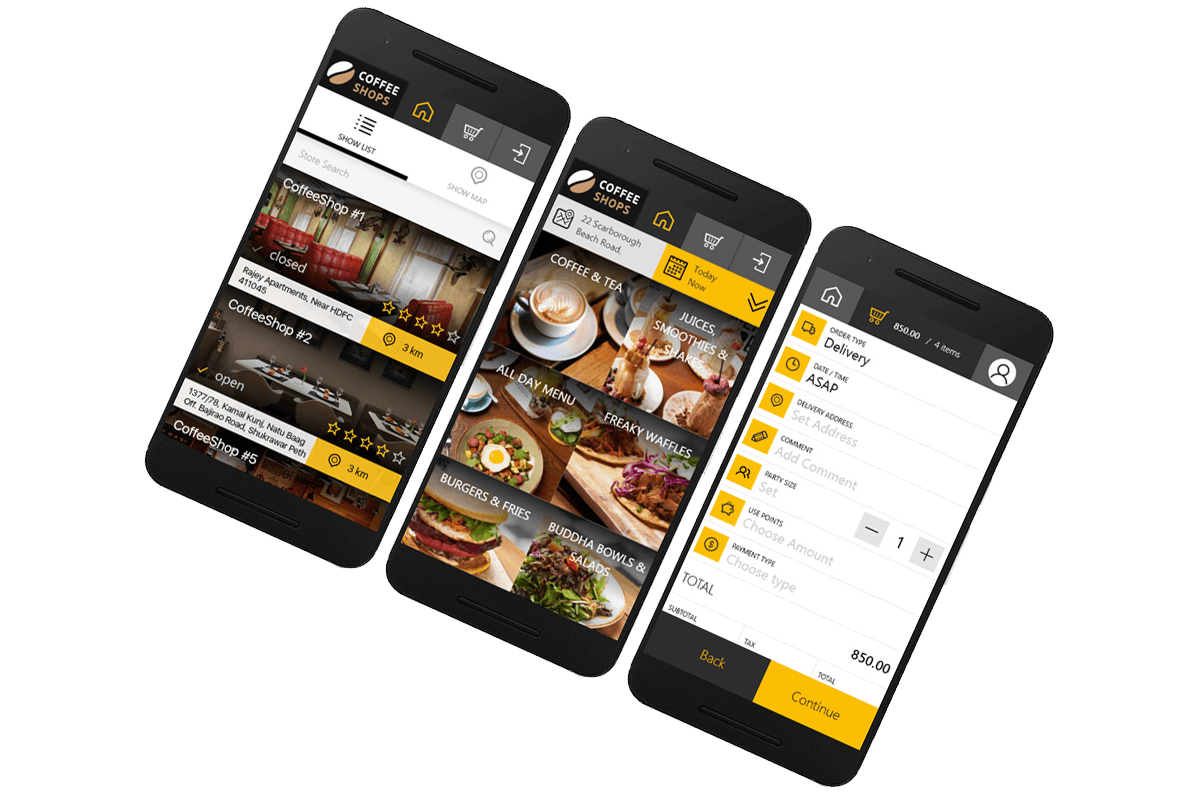 COFFEE
SHOPS
SHOW LIST
SHOW MAP
Store Search
CoffeeShop #1
closed
Rajey Apartments, Near HDFC
411045
3 km
CoffeeShop #2
open
1377/78, Kamal Kunj, Natu Baag
Off. Bajirao Road, Shukrawar Peth
3 km
CoffeeShop #5
COFFEE
SHOPS
22 Scarborough
Beach Road,
Today
Now
COFFEE & TEA
JUICES,
SMOOTHIES &
SHAKES
ALL DAY MENU
FREAKY WAFFLES
BURGERS & FRIES
BUDDHA BOWLS &
SALADS
850.00 / 4 items
ORDER TYPE
Delivery
DATE / TIME
ASAP
DELIVERY ADDRESS
Set Address
COMMENT
Add Comment
PARTY SIZE
Set
1
USE POINTS
Choose Amount
PAYMENT TYPE
Choose type
TOTAL
SUBTOTAL
TAX
850.00
TOTAL
Back
Continue